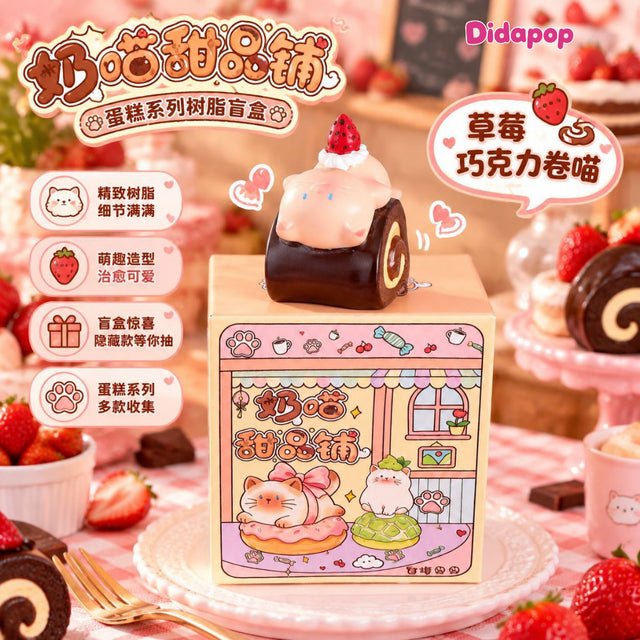 Didapop
奶喵甜品铺
蛋糕系列树脂盲盒
草莓
巧克力卷喵
精致树脂
细节满满
萌趣造型
治愈可爱
盲盒惊喜
隐藏款等你抽
蛋糕系列
多款收集
奶喵
甜品铺